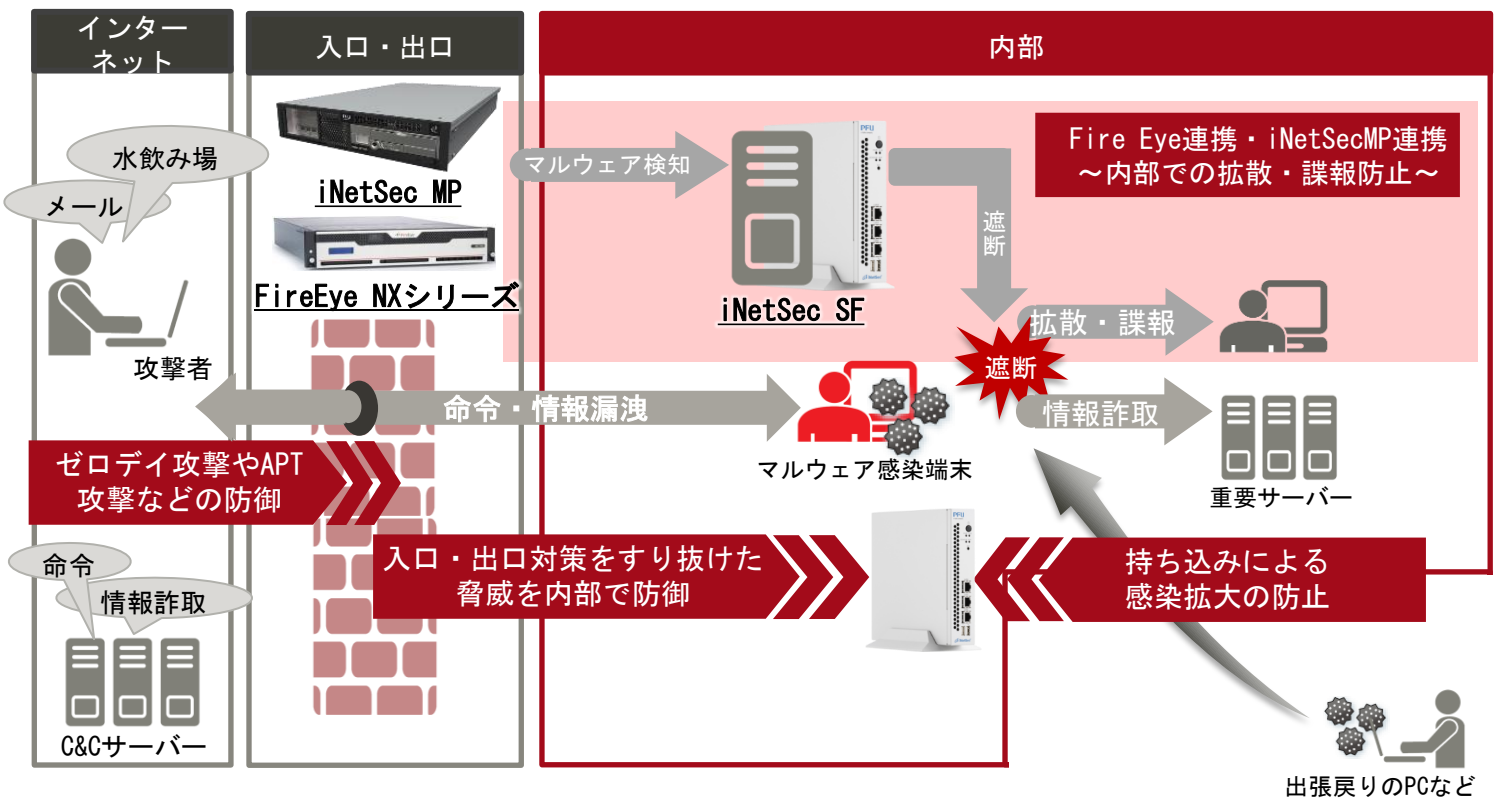 インター
ネット
入口・出口
内部
水飲み場
メール
攻撃者
iNetSec MP
FireEye NXシリーズ
マルウェア検知
PFU
iNetSec SF
遮
断
Fire Eye連携・iNetSecMP連携
～内部での拡散・諜報防止～
拡散・諜報
遮断
命令・情報漏洩
情報詐取
マルウェア感染端末
重要サーバー
ゼロデイ攻撃やAPT
攻撃などの防御
入口・出口対策をすり抜けた
脅威を内部で防御
PFU
持ち込みによる
感染拡大の防止
命令
情報詐取
C&Cサーバー
出張戻りのPCなど